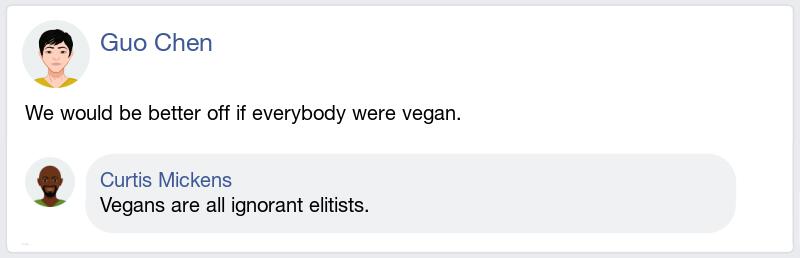 Guo Chen
We would be better off if everybody were vegan.
Curtis Mickens
Vegans are all ignorant elitists.